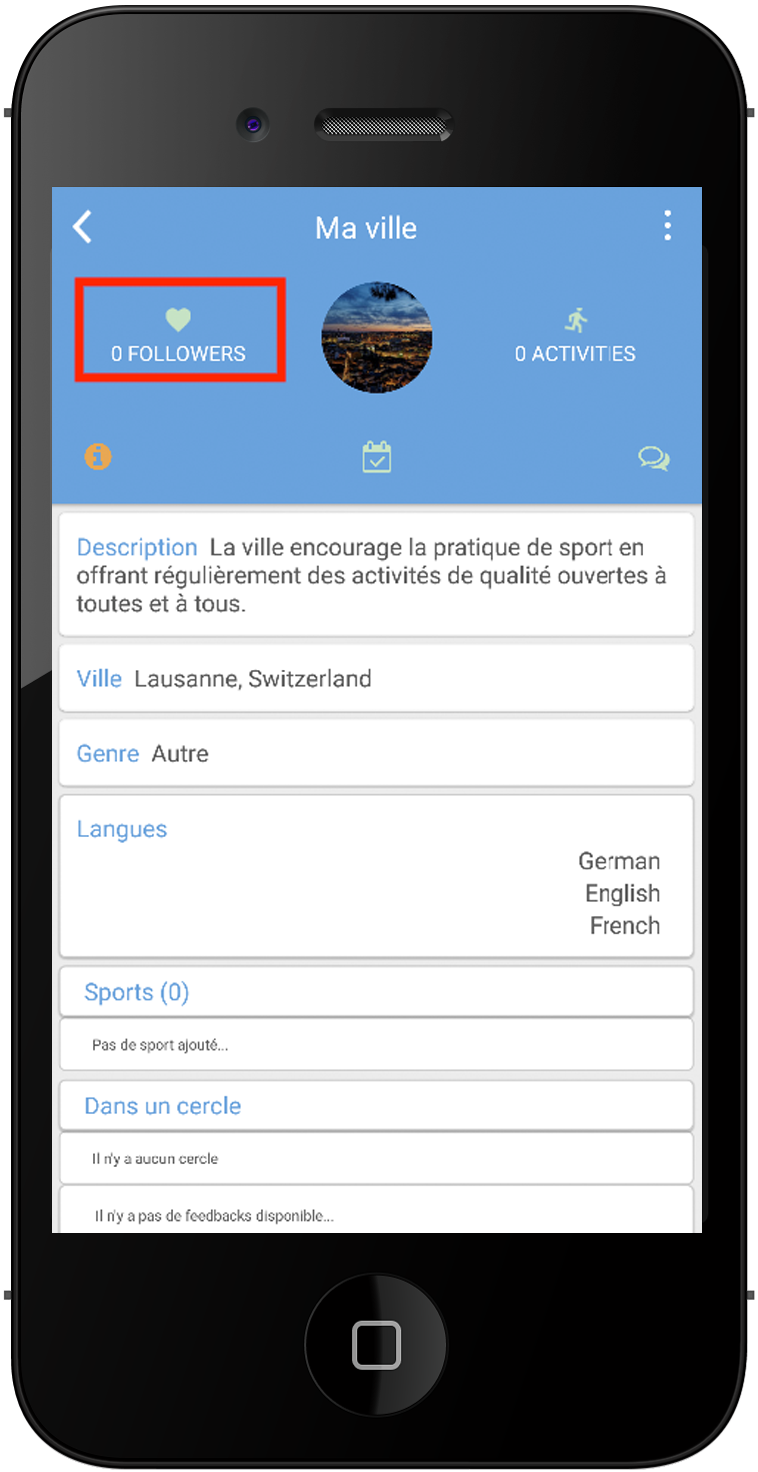 Ma ville
0 FOLLOWERS
0 ACTIVITIES
Description La ville encourage la pratique de sport en
offrant régulièrement des activités de qualité ouvertes à
toutes et à tous.
Ville Lausanne, Switzerland
Genre Autre
Langues
German
English
French
Sports (0)
Pas de sport ajouté...
Dans un cercle
Il n'y a aucun cercle
Il n'y a pas de feedbacks disponible...